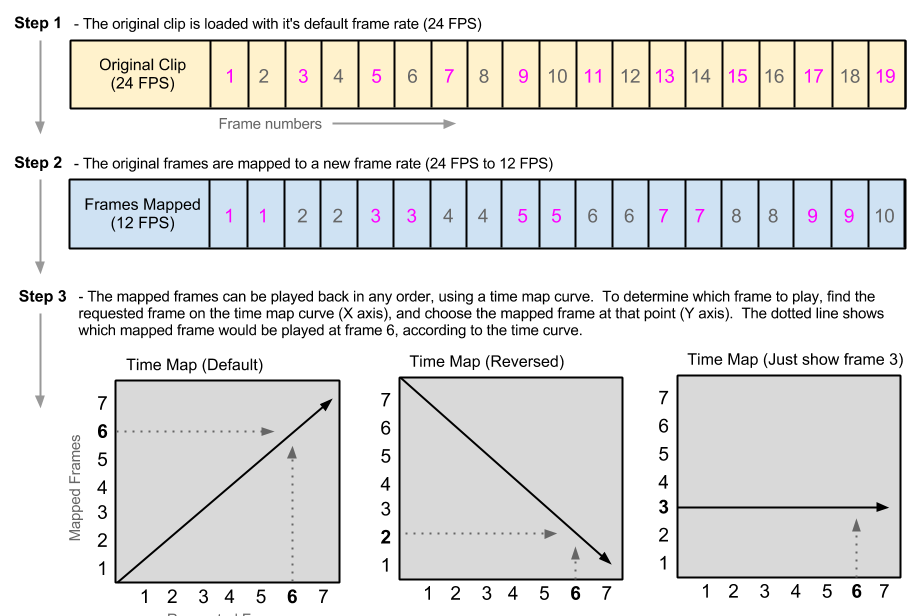 Step 1 - The original clip is loaded with it's default frame rate (24 FPS)
Original Clip
(24 FPS)
1 2 3 4 5 6 7 8 9 10 11 12 13 14 15 16 17 18 19
Frame numbers
Step 2 - The original frames are mapped to a new frame rate (24 FPS to 12 FPS)
Frames Mapped
(12 FPS)
1 1 2 2 3 3 4 4 5 5 6 6 7 7 8 8 9 9 10
Step 3 - The mapped frames can be played back in any order, using a time map curve. To determine which frame to play, find the
requested frame on the time map curve (X axis), and choose the mapped frame at that point (Y axis). The dotted line shows
which mapped frame would be played at frame 6, according to the time curve.
Time Map (Default)
Mapped Frames
7
6
5
4
3
2
1
1 2 3 4 5 6 7
Time Map (Reversed)
7
6
5
4
3
2
1
1 2 3 4 5 6 7
Time Map (Just show frame 3)
7
6
5
4
3
2
1
1 2 3 4 5 6 7